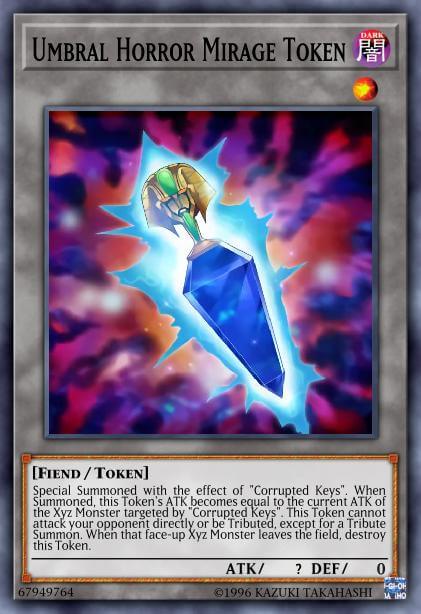 UMBRAL HORROR MIRAGE TOKEN
DARK
闇
[FIEND / TOKEN]
Special Summoned with the effect of "Corrupted Keys". When
Summoned, this Token's ATK becomes equal to the current ATK of
the Xyz Monster targeted by "Corrupted Keys". This Token cannot
attack your opponent directly or be Tributed, except for a Tribute
Summon. When that face-up Xyz Monster leaves the field, destroy
this Token.
ATK/ ? DEF/ 0
67949764
©1996 KAZUKI TAKAHASHI